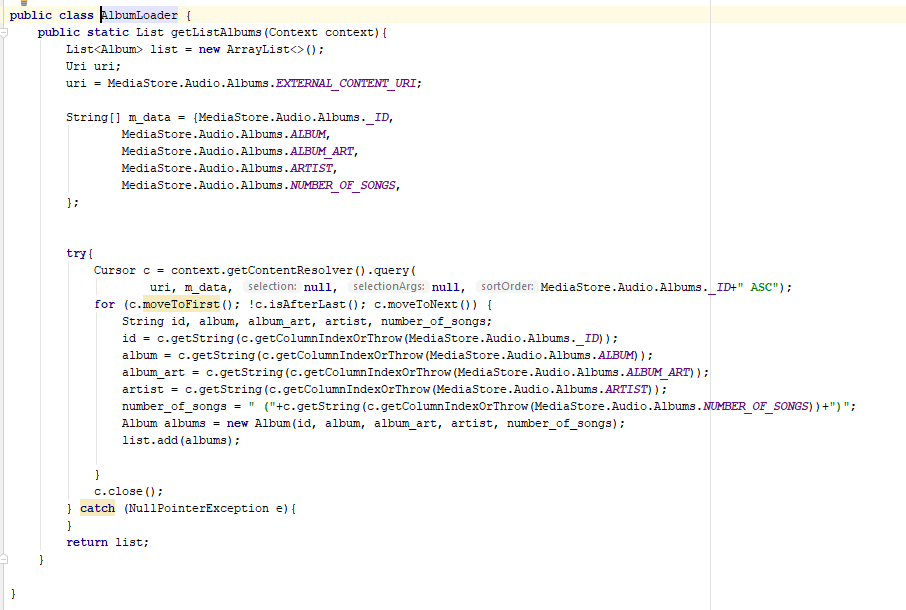 public class AlbumLoader {
    public static List getListAlbums(Context context){
        List<Album> list = new ArrayList<>();
        Uri uri;
        uri = MediaStore.Audio.Albums.EXTERNAL_CONTENT_URI;
        String[] m_data = {MediaStore.Audio.Albums._ID,
                MediaStore.Audio.Albums.ALBUM,
                MediaStore.Audio.Albums.ALBUM_ART,
                MediaStore.Audio.Albums.ARTIST,
                MediaStore.Audio.Albums.NUMBER_OF_SONGS,
        };
        try{
            Cursor c = context.getContentResolver().query(
                    uri, m_data, selection: null, selectionArgs: null, sortOrder: MediaStore.Audio.Albums._ID+" ASC");
            for (c.moveToFirst(); !c.isAfterLast(); c.moveToNext()) {
                String id, album, album_art, artist, number_of_songs;
                id = c.getString(c.getColumnIndexOrThrow(MediaStore.Audio.Albums._ID));
                album = c.getString(c.getColumnIndexOrThrow(MediaStore.Audio.Albums.ALBUM));
                album_art = c.getString(c.getColumnIndexOrThrow(MediaStore.Audio.Albums.ALBUM_ART));
                artist = c.getString(c.getColumnIndexOrThrow(MediaStore.Audio.Albums.ARTIST));
                number_of_songs = " ("+c.getString(c.getColumnIndexOrThrow(MediaStore.Audio.Albums.NUMBER_OF_SONGS))+")";
                Album albums = new Album(id, album, album_art, artist, number_of_songs);
                list.add(albums);
            }
            c.close();
        } catch (NullPointerException e){
        }
        return list;
    }
}